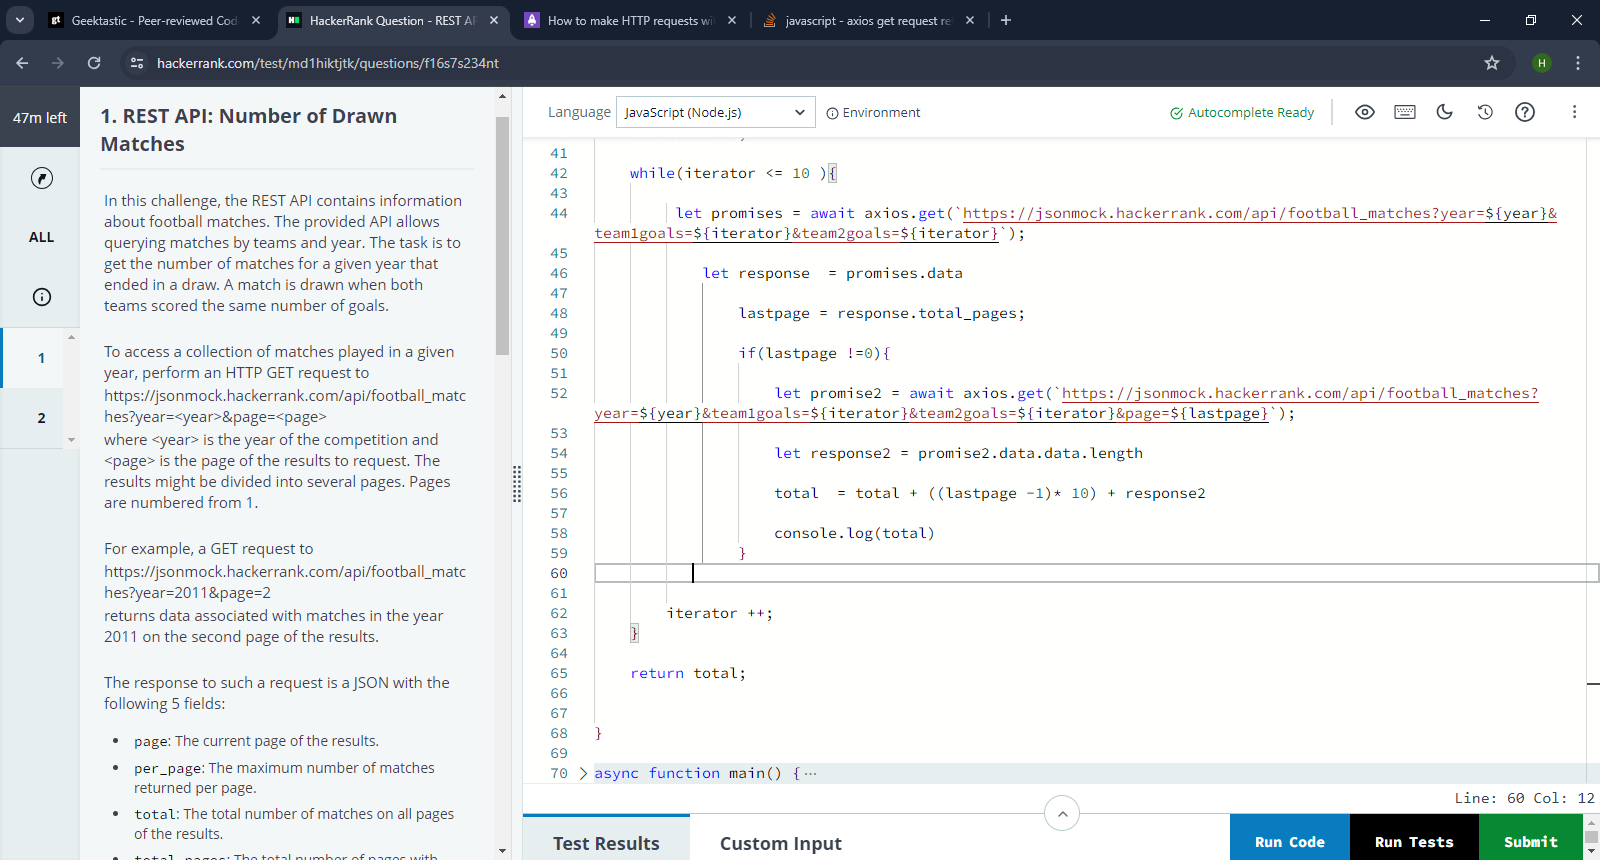 gt Geektastic - Peer-reviewed Cod
HackerRank Question - REST AP
How to make HTTP requests wi
javascript - axios get request re
hackerrank.com/test/md1hiktjtk/questions/f16s7s234nt
H
47m left
ALL
1
2
1. REST API: Number of Drawn
Matches
In this challenge, the REST API contains information
about football matches. The provided API allows
querying matches by teams and year. The task is to
get the number of matches for a given year that
ended in a draw. A match is drawn when both
teams scored the same number of goals.
To access a collection of matches played in a given
year, perform an HTTP GET request to
https://jsonmock.hackerrank.com/api/football_matc
hes?year=<year>&page=<page>
where <year> is the year of the competition and
<page> is the page of the results to request. The
results might be divided into several pages. Pages
are numbered from 1.
For example, a GET request to
https://jsonmock.hackerrank.com/api/football_matc
hes?year=2011&page=2
returns data associated with matches in the year
2011 on the second page of the results.
The response to such a request is a JSON with the
following 5 fields:
• page: The current page of the results.
• per_page: The maximum number of matches
returned per page.
• total: The total number of matches on all pages
of the results.
• total_pages: The total number of pages with
Language JavaScript (Node.js) Environment Autocomplete Ready
41
42 while(iterator <= 10 ){
43
44 let promises = await axios.get(`https://jsonmock.hackerrank.com/api/football_matches?year=${year}&
team1goals=${iterator}&team2goals=${iterator}`);
45
46 let response  = promises.data
47
48 lastpage = response.total_pages;
49
50 if(lastpage !=0){
51
52 let promise2 = await axios.get(`https://jsonmock.hackerrank.com/api/football_matches?
year=${year}&team1goals=${iterator}&team2goals=${iterator}&page=${lastpage}`);
53
54 let response2 = promise2.data.data.length
55
56 total  = total + ((lastpage -1)* 10) + response2
57
58 console.log(total)
59 }
60
61
62 iterator ++;
63 }
64
65 return total;
66
67
68 }
69
70 async function main() {···
Line: 60 Col: 12
Test Results Custom Input Run Code Run Tests Submit